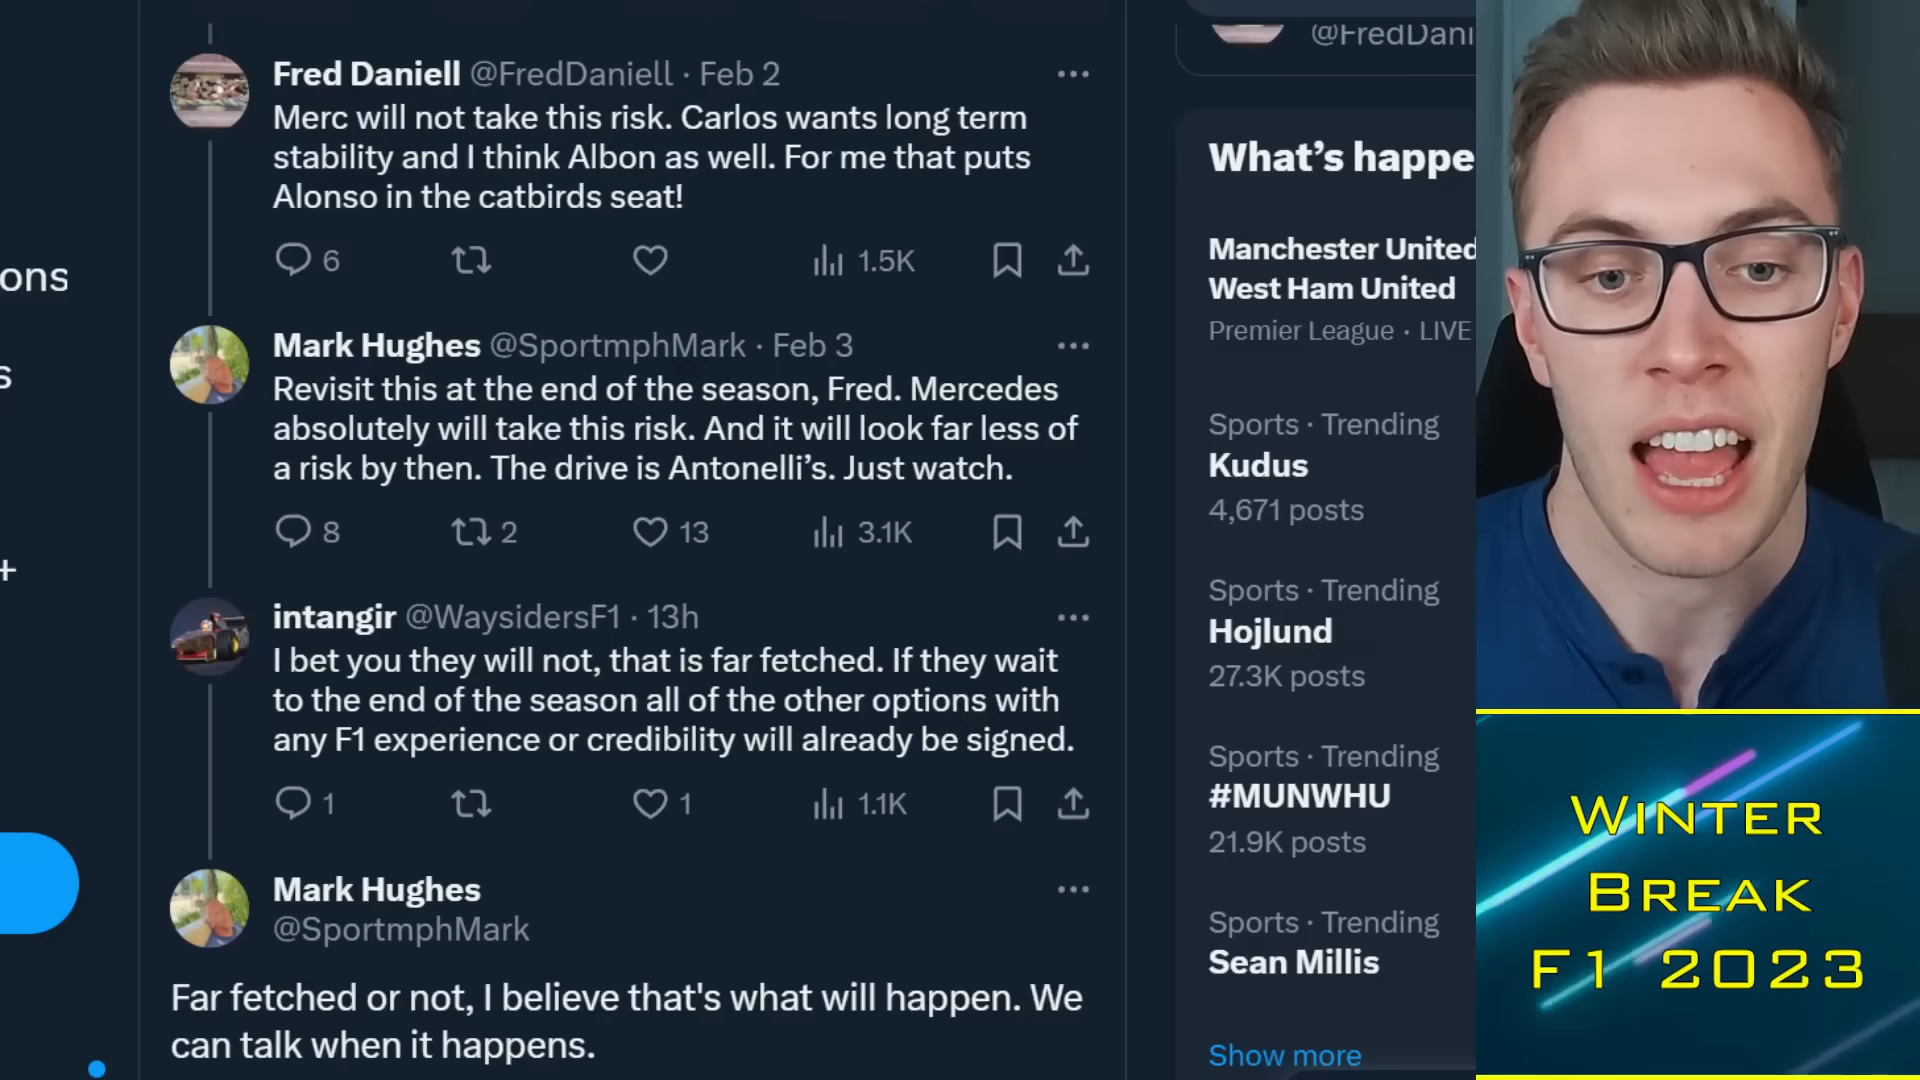 ons
s
+
Fred Daniell @FredDaniell · Feb 2
Merc will not take this risk. Carlos wants long term
stability and I think Albon as well. For me that puts
Alonso in the catbirds seat!
6 1.5K
Mark Hughes @SportmphMark · Feb 3
Revisit this at the end of the season, Fred. Mercedes
absolutely will take this risk. And it will look far less of
a risk by then. The drive is Antonelli’s. Just watch.
8 2 13 3.1K
intangir @WaysidersF1 · 13h
I bet you they will not, that is far fetched. If they wait
to the end of the season all of the other options with
any F1 experience or credibility will already be signed.
1 1 1.1K
Mark Hughes
@SportmphMark
Far fetched or not, I believe that's what will happen. We
can talk when it happens.
@FredDani
What’s happe
Manchester United
West Ham United
Premier League · LIVE
Sports · Trending
Kudus
4,671 posts
Sports · Trending
Hojlund
27.3K posts
Sports · Trending
#MUNWHU
21.9K posts
Sports · Trending
Sean Millis
Show more
WINTER
BREAK
F1 2023